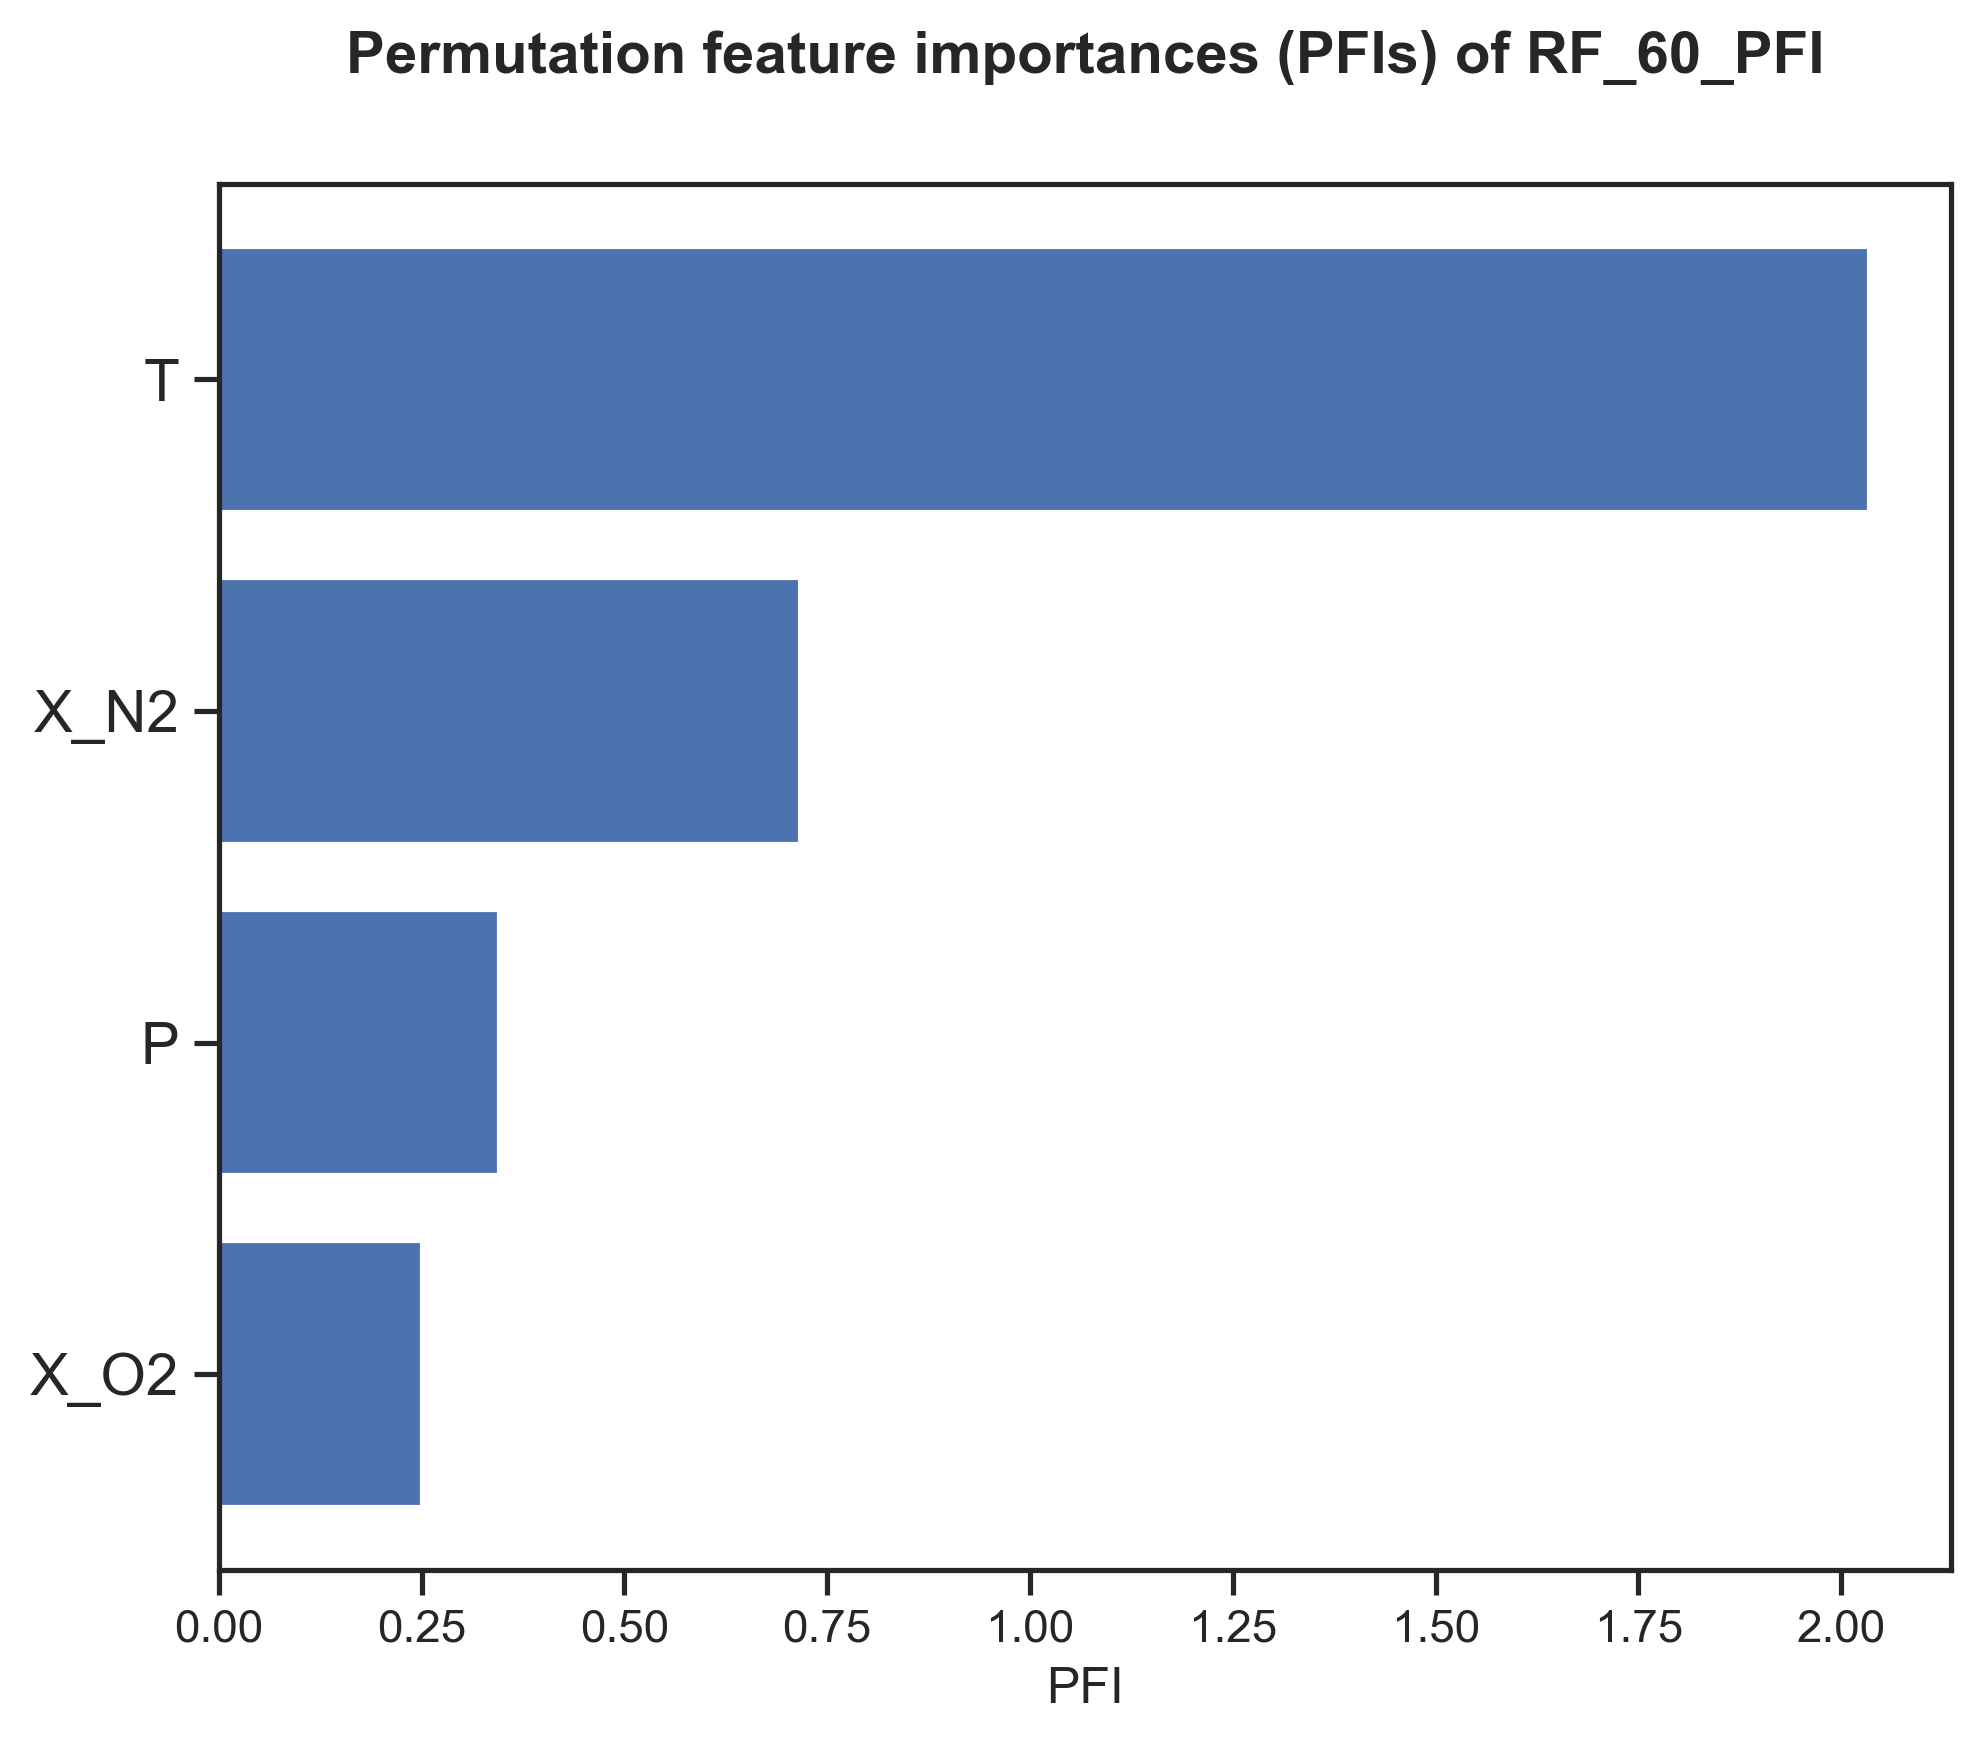 Permutation feature importances (PFIs) of RF_60_PFI
T
X_N2
P
X_O2
0.00 0.25 0.50 0.75 1.00 1.25 1.50 1.75 2.00
PFI